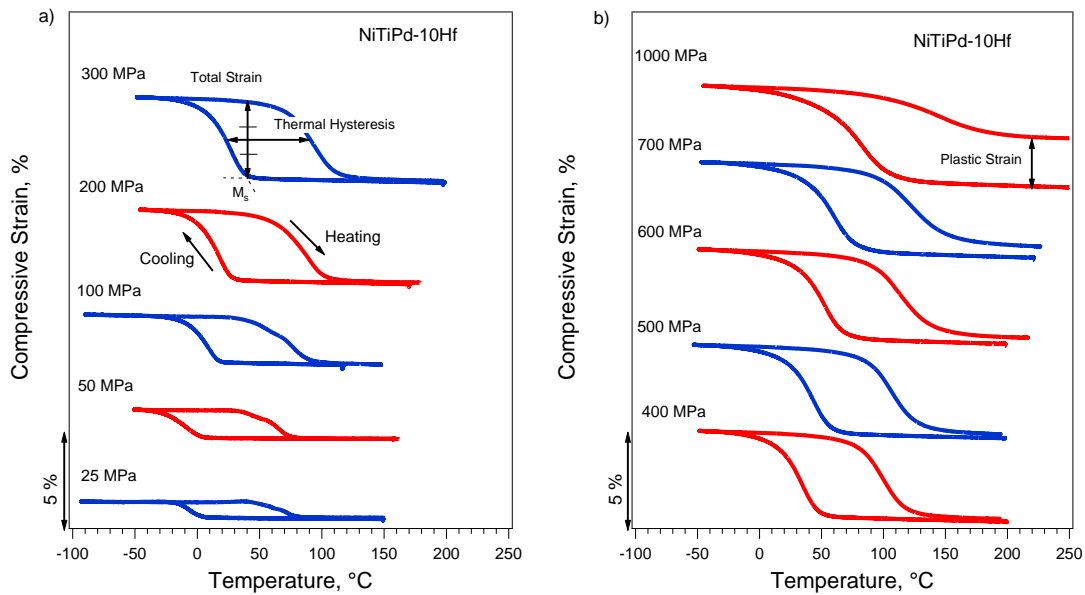 a)
NiTiPd-10Hf
300 MPa
Total Strain
Thermal Hysteresis
Ms
200 MPa
Heating
Cooling
100 MPa
50 MPa
25 MPa
5 %
Compressive Strain, %
-100 -50 0 50 100 150 200 250
Temperature, °C
b)
NiTiPd-10Hf
1000 MPa
700 MPa
Plastic Strain
600 MPa
500 MPa
400 MPa
5 %
Compressive Strain, %
-100 -50 0 50 100 150 200 250
Temperature, °C